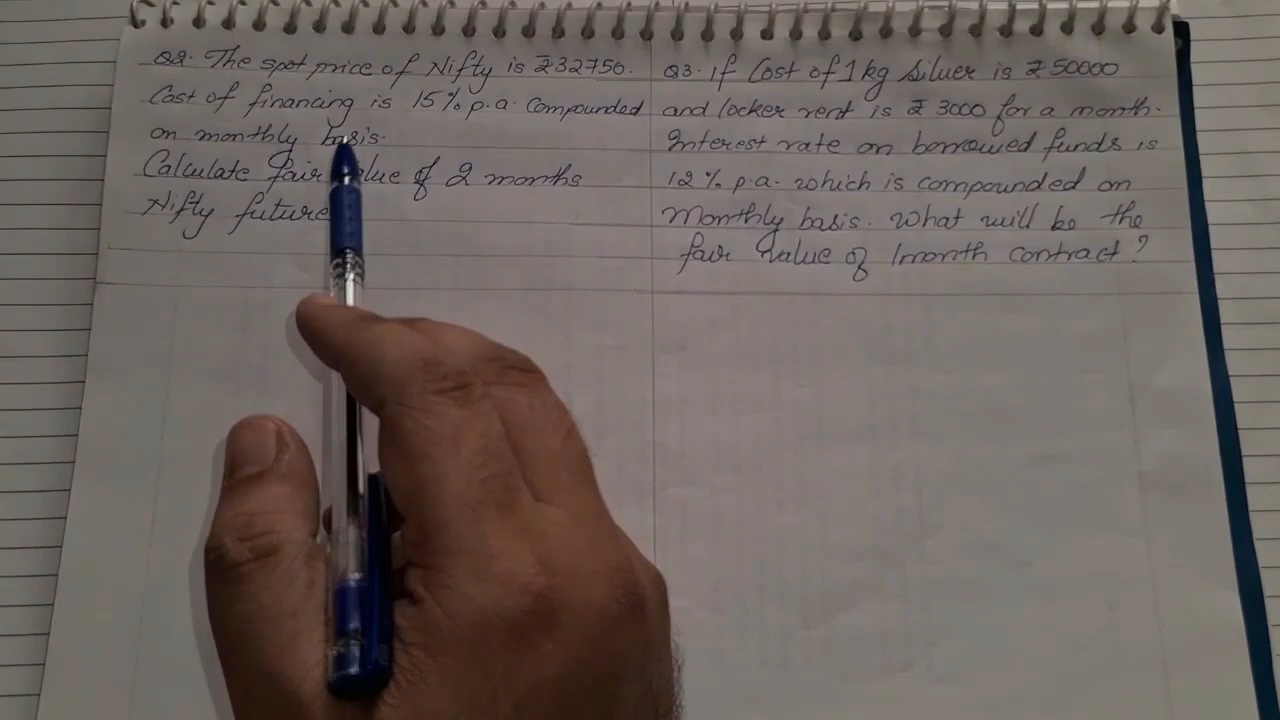 Q2. The spot price of Nifty is ₹32756.
Cost of financing is 15% p.a. compounded
on monthly basis.
Calculate fair value of 2 months
Nifty future
Q3. If Cost of 1 kg Silver is ₹50000
and locker rent is ₹3000 for a month.
Interest rate on borrowed funds is
12% p.a. which is compounded on
Monthly basis. What will be the
fair value of 1month contract?